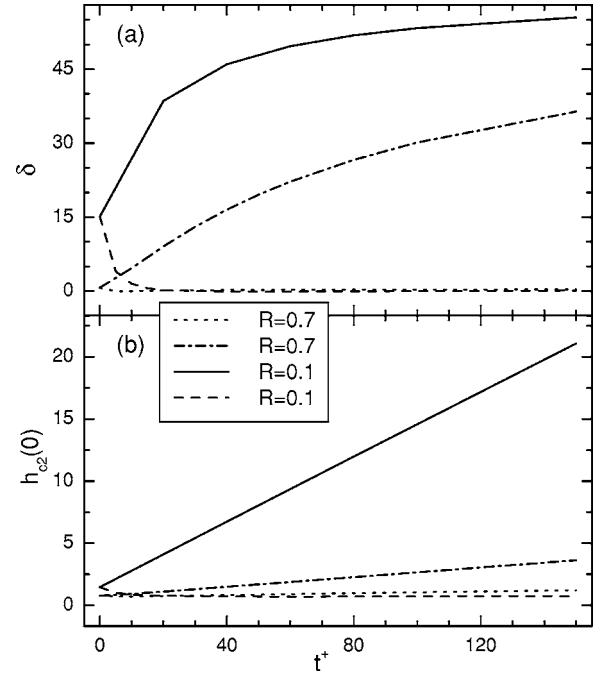 (a)
45
30
15
0
δ
R=0.7
R=0.7
R=0.1
R=0.1
(b)
20
15
10
5
0
h_c2(0)
0 40 80 120
t^+